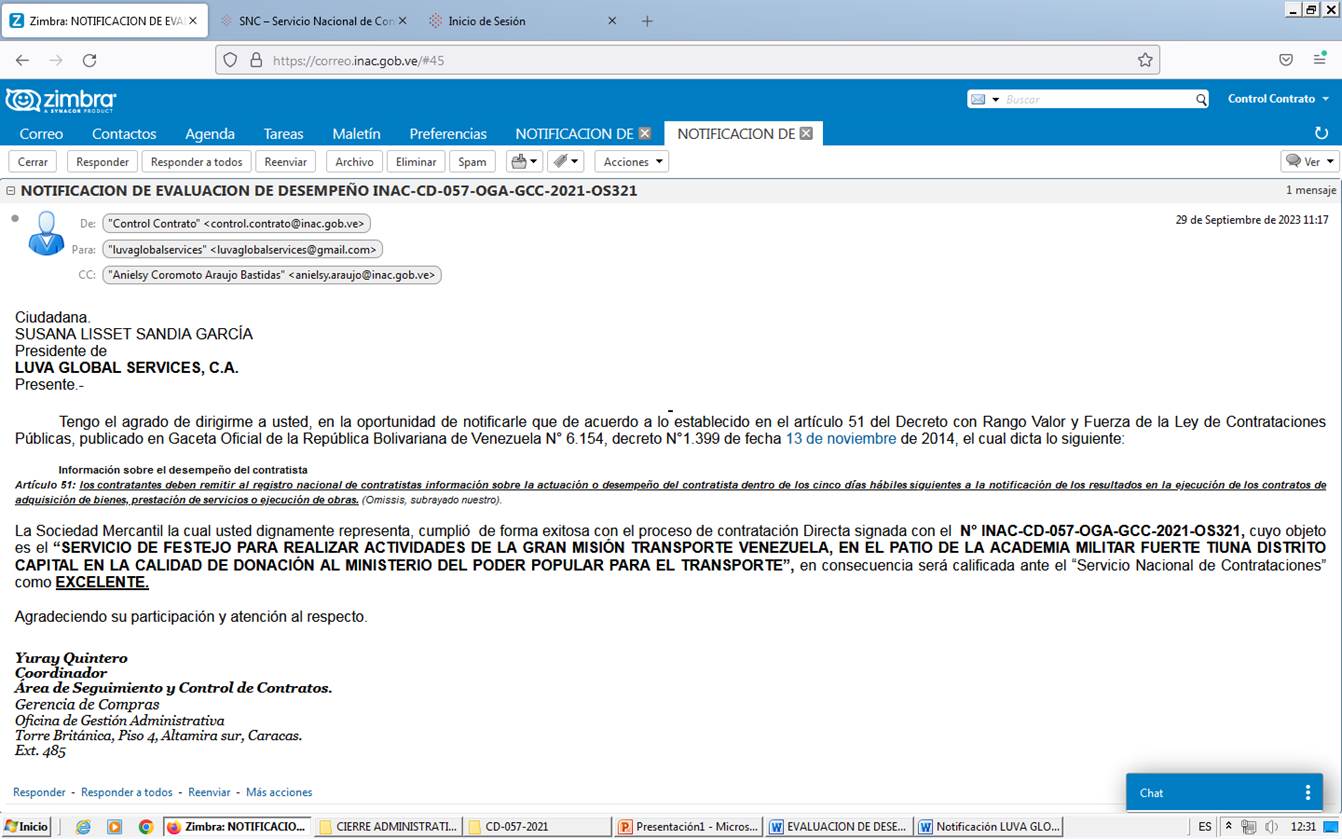 Zimbra: NOTIFICACION DE EVA
SNC – Servicio Nacional de Con
Inicio de Sesión
https://correo.inac.gob.ve/#45
zimbra
A SYNACOR PRODUCT
Buscar
Control Contrato
Correo Contactos Agenda Tareas Maletín Preferencias NOTIFICACION DE NOTIFICACION DE
Cerrar Responder Responder a todos Reenviar Archivo Eliminar Spam Acciones Ver
NOTIFICACION DE EVALUACION DE DESEMPEÑO INAC-CD-057-OGA-GCC-2021-OS321 1 mensaje
De: "Control Contrato" <control.contrato@inac.gob.ve> 29 de Septiembre de 2023 11:17
Para: "luvaglobalservices" <luvaglobalservices@gmail.com>
CC: "Anielsy Coromoto Araujo Bastidas" <anielsy.araujo@inac.gob.ve>
Ciudadana.
SUSANA LISSET SANDIA GARCÍA
Presidente de
LUVA GLOBAL SERVICES, C.A.
Presente.-
Tengo el agrado de dirigirme a usted, en la oportunidad de notificarle que de acuerdo a lo establecido en el artículo 51 del Decreto con Rango Valor y Fuerza de la Ley de Contrataciones
Públicas, publicado en Gaceta Oficial de la República Bolivariana de Venezuela N° 6.154, decreto N°1.399 de fecha 13 de noviembre de 2014, el cual dicta lo siguiente:
Información sobre el desempeño del contratista
Artículo 51: los contratantes deben remitir al registro nacional de contratistas información sobre la actuación o desempeño del contratista dentro de los cinco días hábiles siguientes a la notificación de los resultados en la ejecución de los contratos de
adquisición de bienes, prestación de servicios o ejecución de obras. (Omissis, subrayado nuestro).
La Sociedad Mercantil la cual usted dignamente representa, cumplió de forma exitosa con el proceso de contratación Directa signada con el N° INAC-CD-057-OGA-GCC-2021-OS321, cuyo objeto
es el “SERVICIO DE FESTEJO PARA REALIZAR ACTIVIDADES DE LA GRAN MISIÓN TRANSPORTE VENEZUELA, EN EL PATIO DE LA ACADEMIA MILITAR FUERTE TIUNA DISTRITO
CAPITAL EN LA CALIDAD DE DONACIÓN AL MINISTERIO DEL PODER POPULAR PARA EL TRANSPORTE”, en consecuencia será calificada ante el “Servicio Nacional de Contrataciones”
como EXCELENTE.
Agradeciendo su participación y atención al respecto.
Yuray Quintero
Coordinador
Área de Seguimiento y Control de Contratos.
Gerencia de Compras
Oficina de Gestión Administrativa
Torre Británica, Piso 4, Altamira sur, Caracas.
Ext. 485
Responder - Responder a todos - Reenviar - Más acciones
Chat
Inicio Zimbra: NOTIFICACIO... CIERRE ADMINISTRATI... CD-057-2021 Presentación1 - Micros... EVALUACION DE DESE... Notificación LUVA GLO... ES 12:31